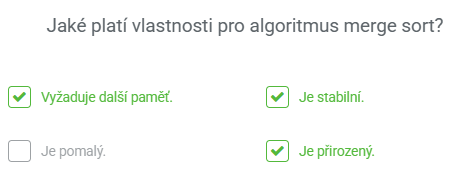 Jaké platí vlastnosti pro algoritmus merge sort?
Vyžaduje další paměť.
Je stabilní.
Je pomalý.
Je přirozený.